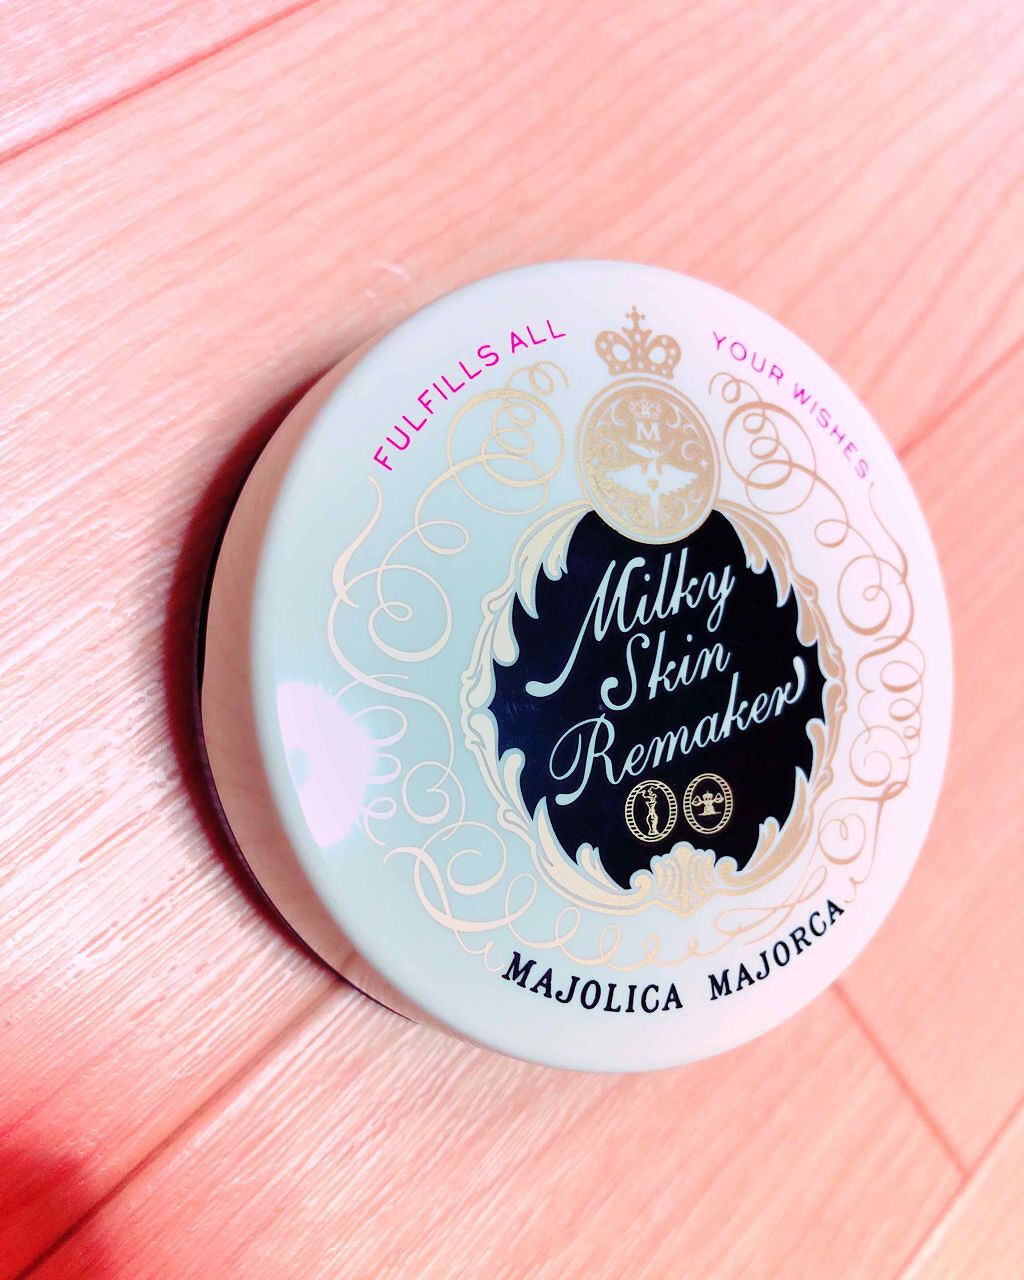 FULFILLS ALL
YOUR WISHES
M
Milky
Skin
Remaker
MAJOLICA MAJORCA